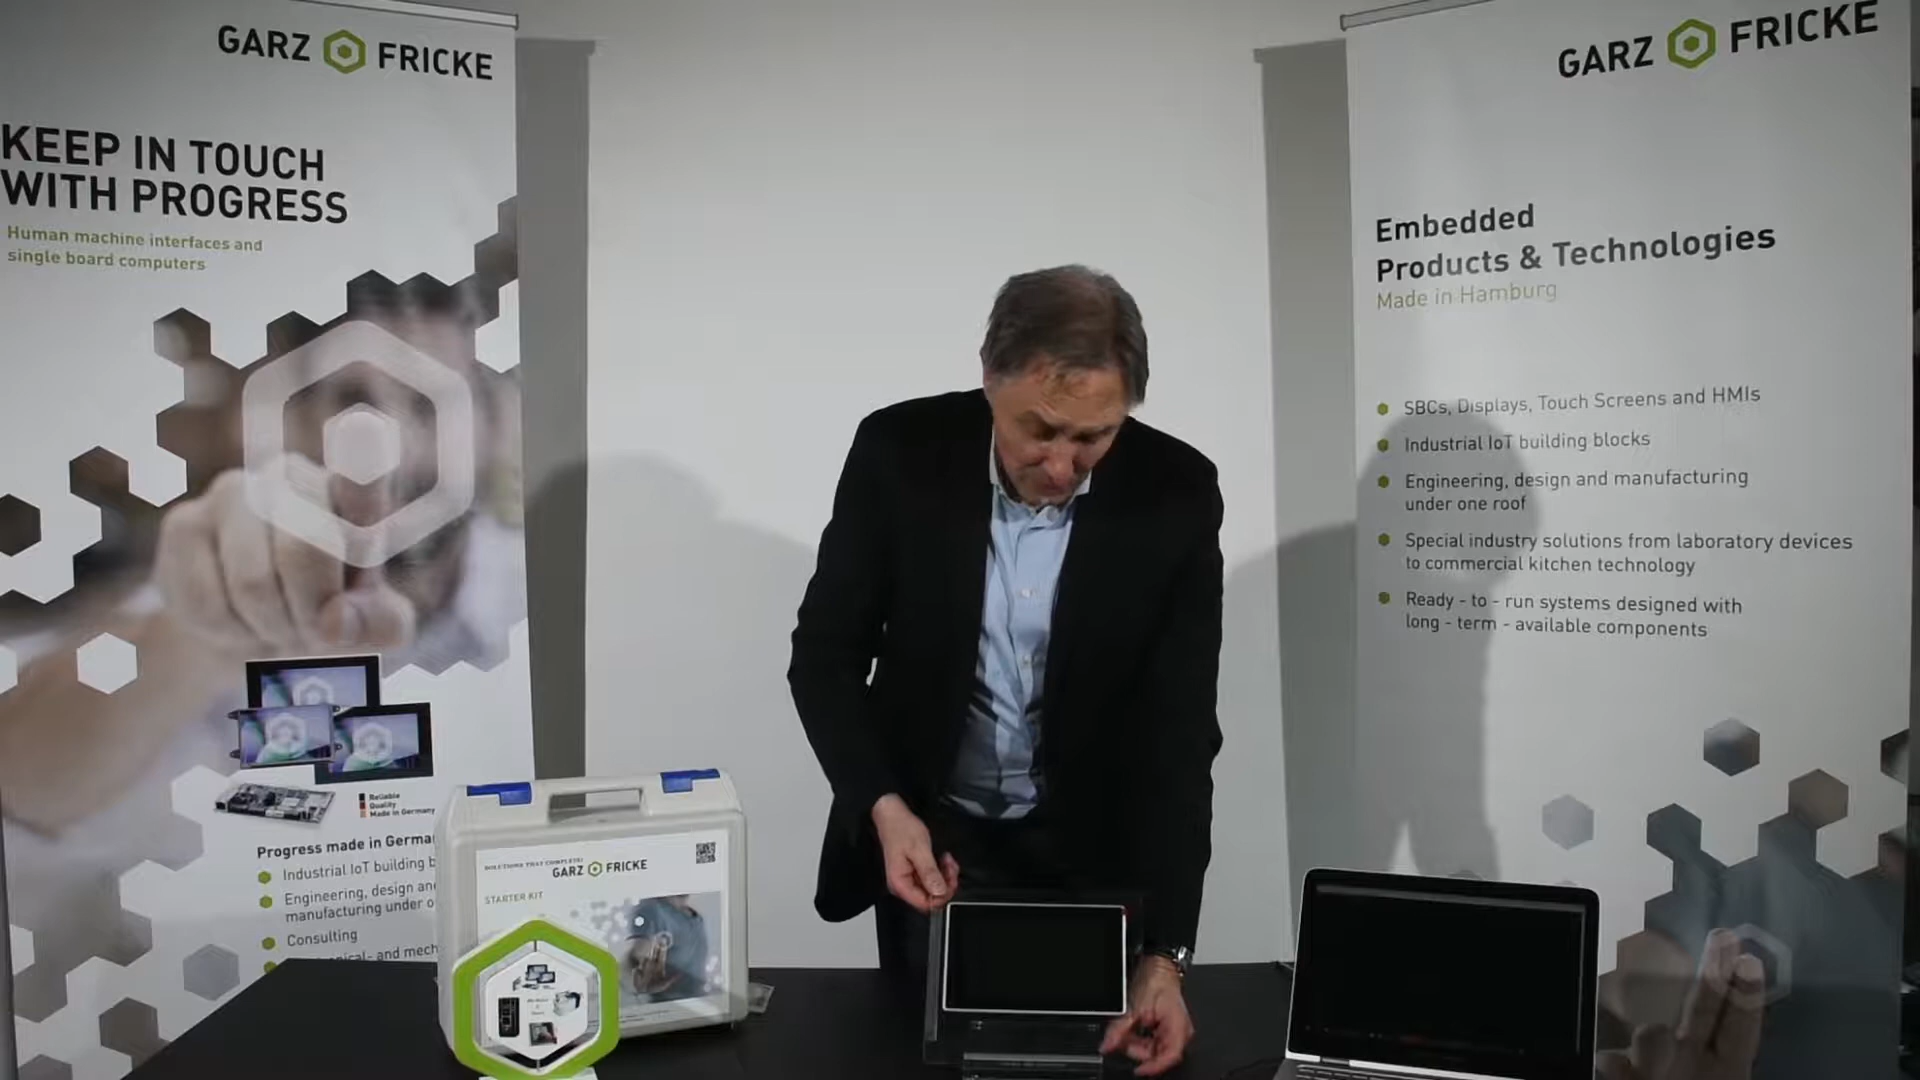 GARZ FRICKE
KEEP IN TOUCH
WITH PROGRESS
Human machine interfaces and
single board computers
Reliable
Quality
Made in Germany
Progress made in Germa
Industrial IoT building b
Engineering, design and
manufacturing under o
Consulting
ical- and mech
SOLUTIONS THAT COMPLETE!
GARZ FRICKE
STARTER KIT
GARZ FRICKE
Embedded
Products & Technologies
Made in Hamburg
SBCs, Displays, Touch Screens and HMIs
Industrial IoT building blocks
Engineering, design and manufacturing
under one roof
Special industry solutions from laboratory devices
to commercial kitchen technology
Ready - to - run systems designed with
long - term - available components